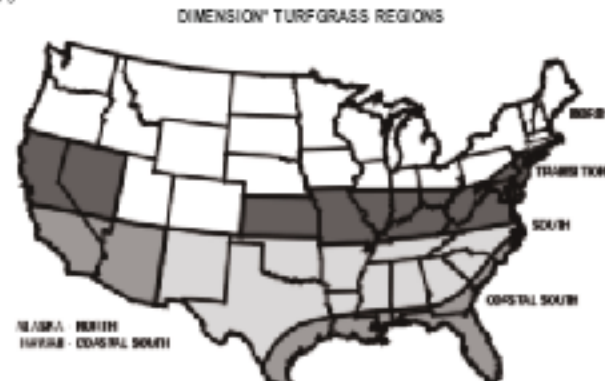 DIMENSION* TURFGRASS REGIONS
NORTH
TRANSITION
SOUTH
COASTAL SOUTH
ALASKA - NORTH
HAWAII - COASTAL SOUTH